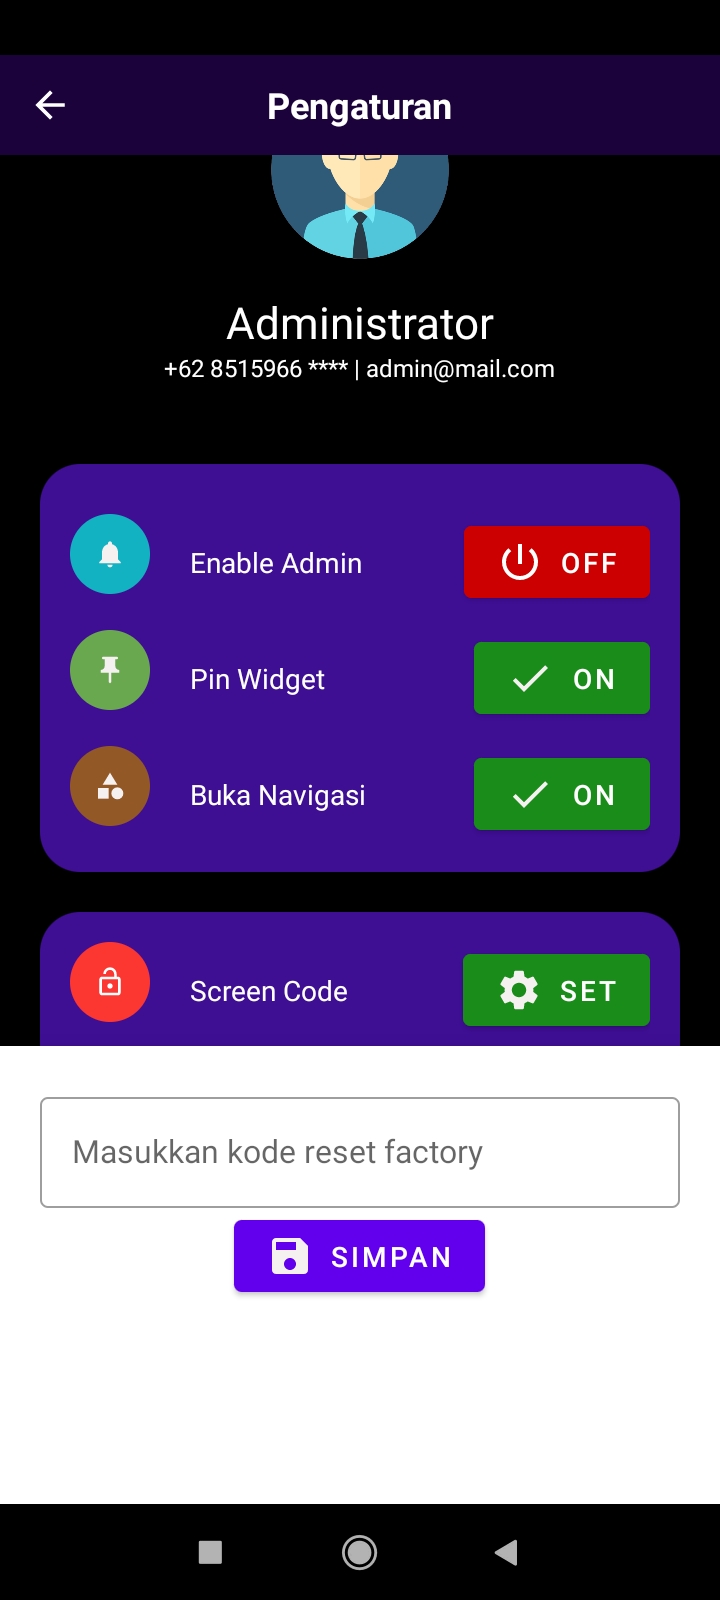 Pengaturan
Administrator
+62 8515966 **** | admin@mail.com
Enable Admin
OFF
Pin Widget
ON
Buka Navigasi
ON
Screen Code
SET
Masukkan kode reset factory
SIMPAN